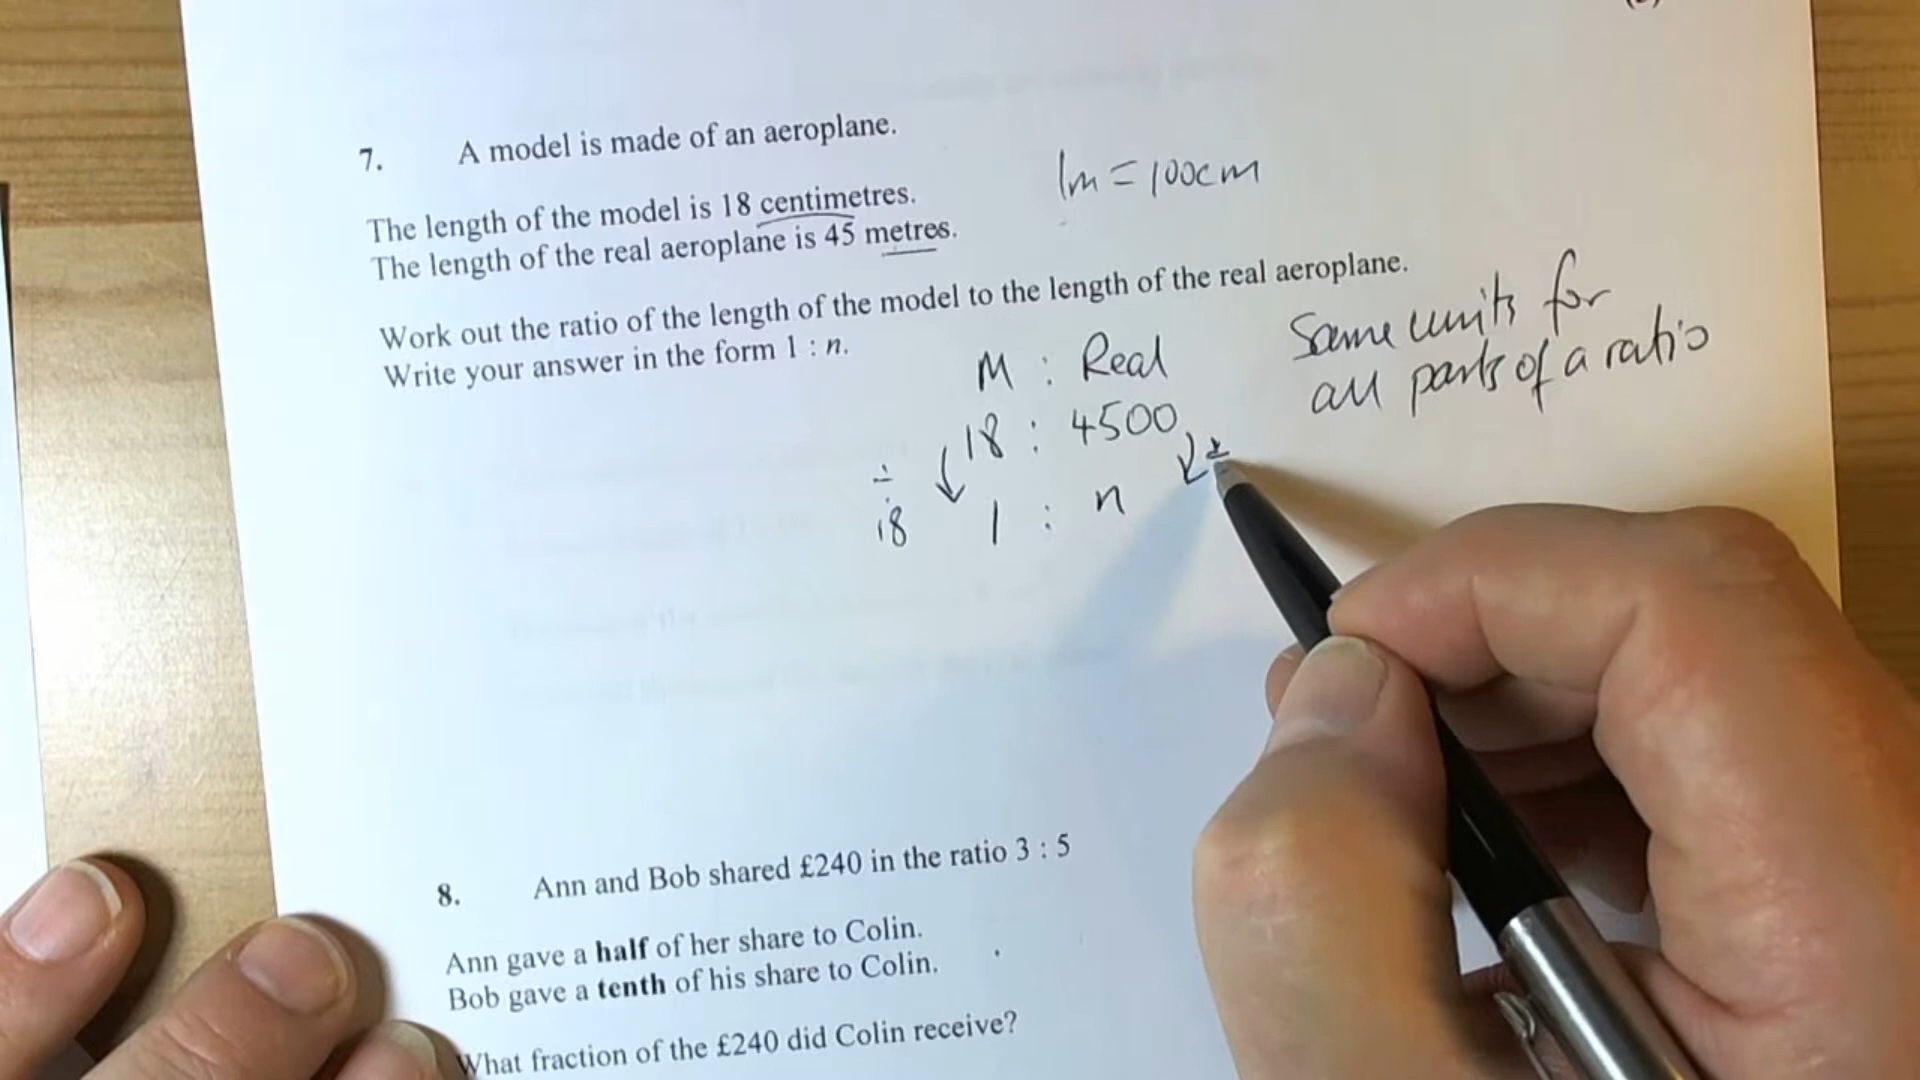 7. A model is made of an aeroplane.
1m = 100cm
The length of the model is 18 centimetres.
The length of the real aeroplane is 45 metres.
Work out the ratio of the length of the model to the length of the real aeroplane.
Write your answer in the form 1 : n.
Same units for
all parts of a ratio
M : Real
18 : 4500
÷
÷
18
1 : n
8. Ann and Bob shared £240 in the ratio 3 : 5
Ann gave a half of her share to Colin.
Bob gave a tenth of his share to Colin.
What fraction of the £240 did Colin receive?